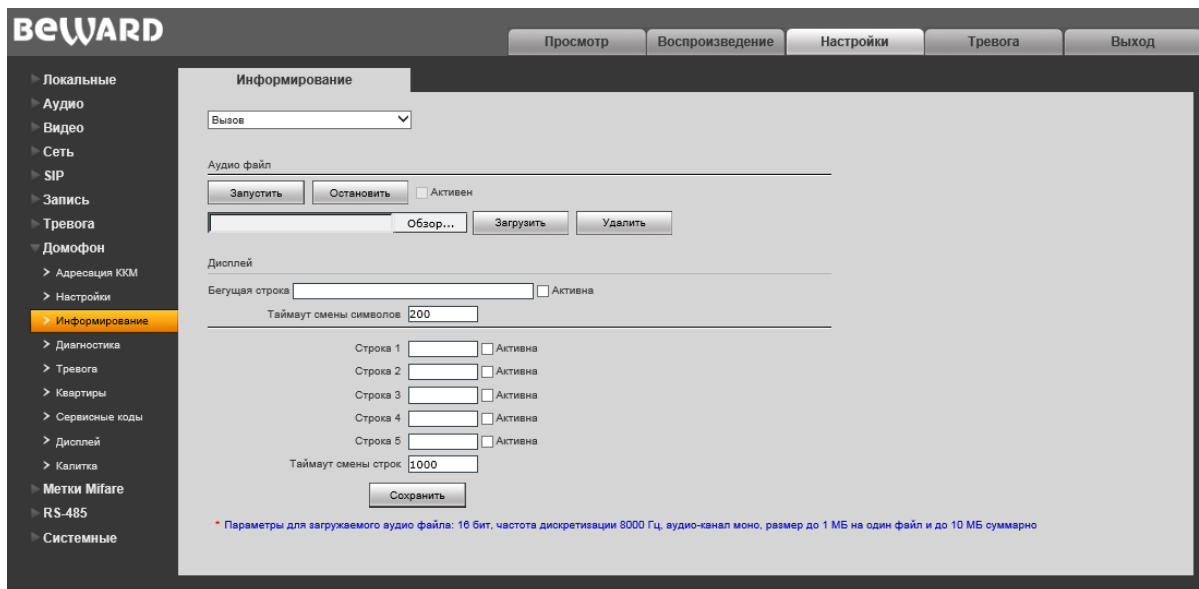 BEWARD
Просмотр
Воспроизведение
Настройки
Тревога
Выход
Локальные
Аудио
Видео
Сеть
SIP
Запись
Тревога
Домофон
Адресация ККМ
Настройки
Информирование
Диагностика
Тревога
Квартиры
Сервисные коды
Дисплей
Калитка
Метки Mifare
RS-485
Системные
Информирование
Вызов
Аудио файл
Запустить Остановить Активен
Обзор... Загрузить Удалить
Дисплей
Бегущая строка Активна
Таймаут смены символов 200
Строка 1 Активна
Строка 2 Активна
Строка 3 Активна
Строка 4 Активна
Строка 5 Активна
Таймаут смены строк 1000
Сохранить
* Параметры для загружаемого аудио файла: 16 бит, частота дискретизации 8000 Гц, аудио-канал моно, размер до 1 МБ на один файл и до 10 МБ суммарно